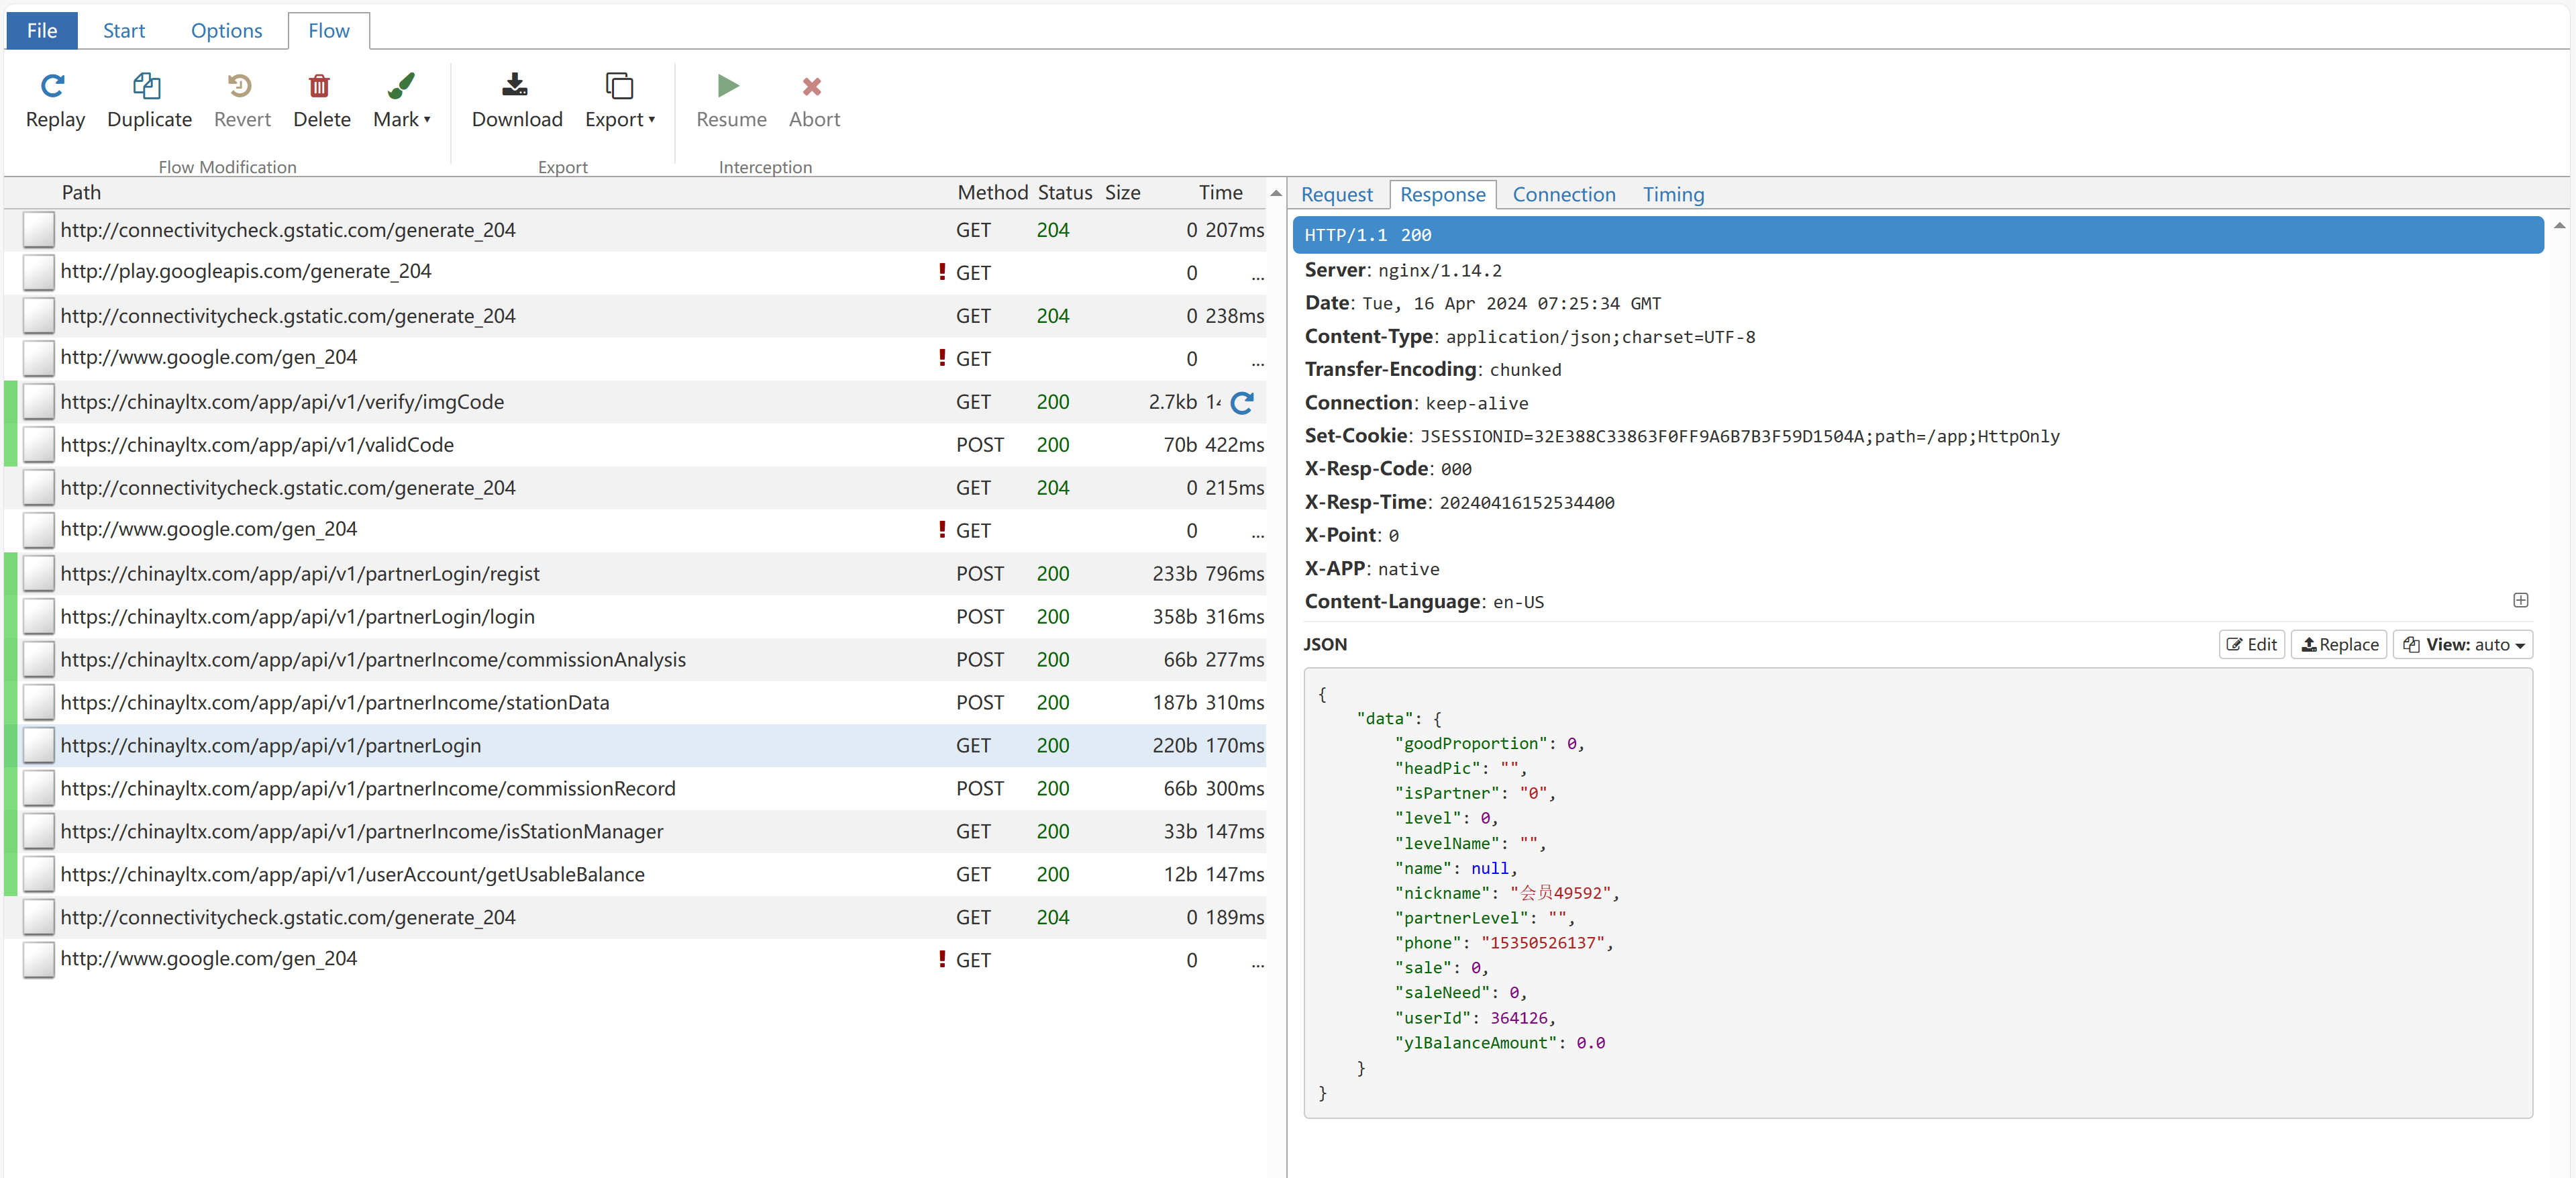 File Start Options Flow
Replay Duplicate Revert Delete Mark Download Export Resume Abort
Flow Modification Export Interception
Path Method Status Size Time
http://connectivitycheck.gstatic.com/generate_204 GET 204 0 207ms
http://play.googleapis.com/generate_204 ! GET 0 ...
http://connectivitycheck.gstatic.com/generate_204 GET 204 0 238ms
http://www.google.com/gen_204 ! GET 0 ...
https://chinayltx.com/app/api/v1/verify/imgCode GET 200 2.7kb
https://chinayltx.com/app/api/v1/validCode POST 200 70b 422ms
http://connectivitycheck.gstatic.com/generate_204 GET 204 0 215ms
http://www.google.com/gen_204 ! GET 0 ...
https://chinayltx.com/app/api/v1/partnerLogin/regist POST 200 233b 796ms
https://chinayltx.com/app/api/v1/partnerLogin/login POST 200 358b 316ms
https://chinayltx.com/app/api/v1/partnerIncome/commissionAnalysis POST 200 66b 277ms
https://chinayltx.com/app/api/v1/partnerIncome/stationData POST 200 187b 310ms
https://chinayltx.com/app/api/v1/partnerLogin GET 200 220b 170ms
https://chinayltx.com/app/api/v1/partnerIncome/commissionRecord POST 200 66b 300ms
https://chinayltx.com/app/api/v1/partnerIncome/isStationManager GET 200 33b 147ms
https://chinayltx.com/app/api/v1/userAccount/getUsableBalance GET 200 12b 147ms
http://connectivitycheck.gstatic.com/generate_204 GET 204 0 189ms
http://www.google.com/gen_204 ! GET 0 ...
Request Response Connection Timing
HTTP/1.1 200
Server: nginx/1.14.2
Date: Tue, 16 Apr 2024 07:25:34 GMT
Content-Type: application/json;charset=UTF-8
Transfer-Encoding: chunked
Connection: keep-alive
Set-Cookie: JSESSIONID=32E388C33863F0FF9A6B7B3F59D1504A;path=/app;HttpOnly
X-Resp-Code: 000
X-Resp-Time: 20240416152534400
X-Point: 0
X-APP: native
Content-Language: en-US
JSON Edit Replace View: auto
{
"data": {
"goodProportion": 0,
"headPic": "",
"isPartner": "0",
"level": 0,
"levelName": "",
"name": null,
"nickname": "会员49592",
"partnerLevel": "",
"phone": "15350526137",
"sale": 0,
"saleNeed": 0,
"userId": 364126,
"ylBalanceAmount": 0.0
}
}